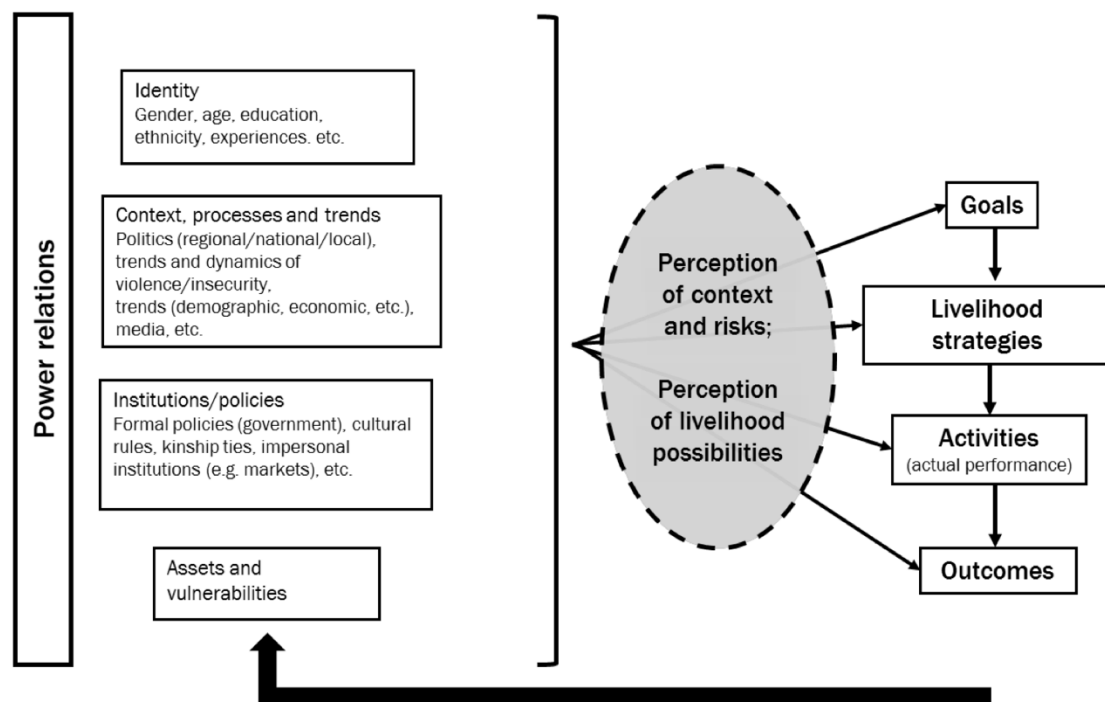 Power relations
Identity
Gender, age, education,
ethnicity, experiences. etc.
Context, processes and trends
Politics (regional/national/local),
trends and dynamics of
violence/insecurity,
trends (demographic, economic, etc.),
media, etc.
Institutions/policies
Formal policies (government), cultural
rules, kinship ties, impersonal
institutions (e.g. markets), etc.
Assets and
vulnerabilities
Perception
of context
and risks;
Perception
of livelihood
possibilities
Goals
Livelihood
strategies
Activities
(actual performance)
Outcomes